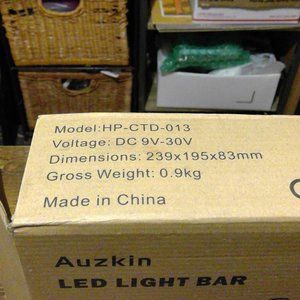 Model:HP-CTD-013
Voltage: DC 9V-30V
Dimensions: 239x195x83mm
Gross Weight: 0.9kg
Made in China
Auzkin
LED LIGHT BAR